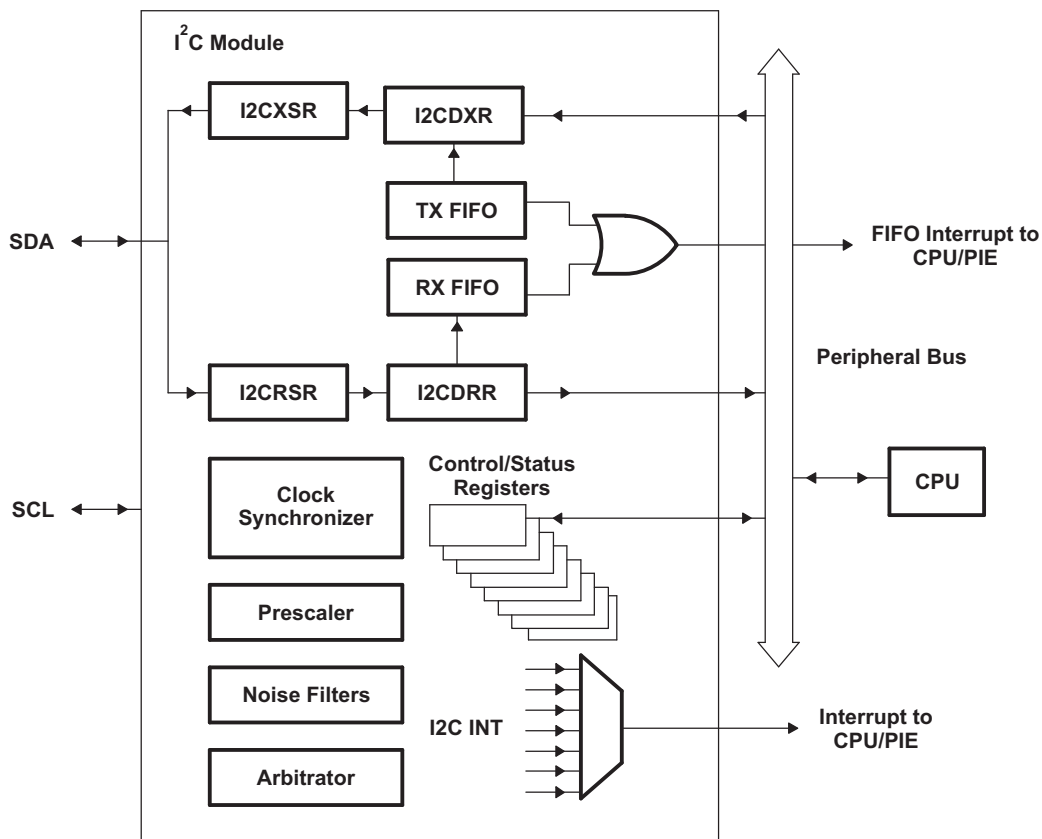 I²C Module
I2CXSR
I2CDXR
TX FIFO
SDA
FIFO Interrupt to
CPU/PIE
RX FIFO
Peripheral Bus
I2CRSR
I2CDRR
Control/Status
Registers
Clock
Synchronizer
SCL
CPU
Prescaler
Noise Filters
I2C INT
Interrupt to
CPU/PIE
Arbitrator